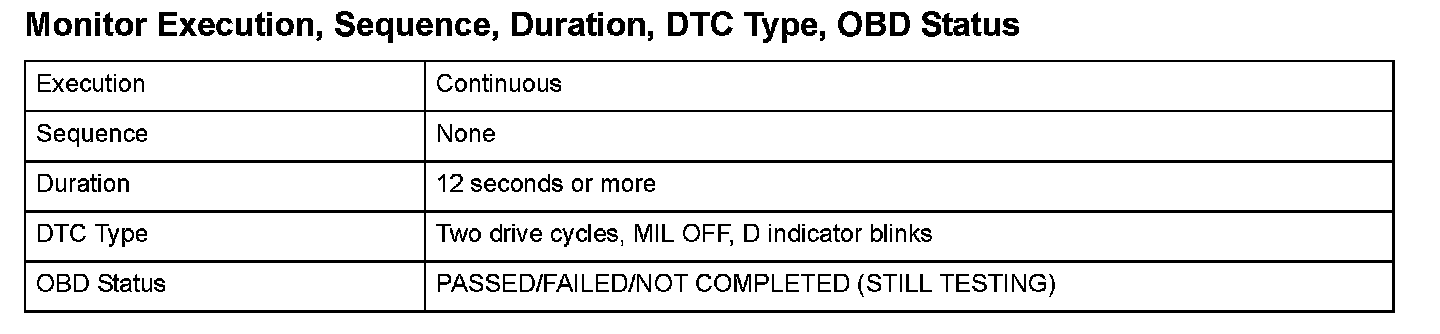 Monitor Execution, Sequence, Duration, DTC Type, OBD Status
Execution Continuous
Sequence None
Duration 12 seconds or more
DTC Type Two drive cycles, MIL OFF, D indicator blinks
OBD Status PASSED/FAILED/NOT COMPLETED (STILL TESTING)